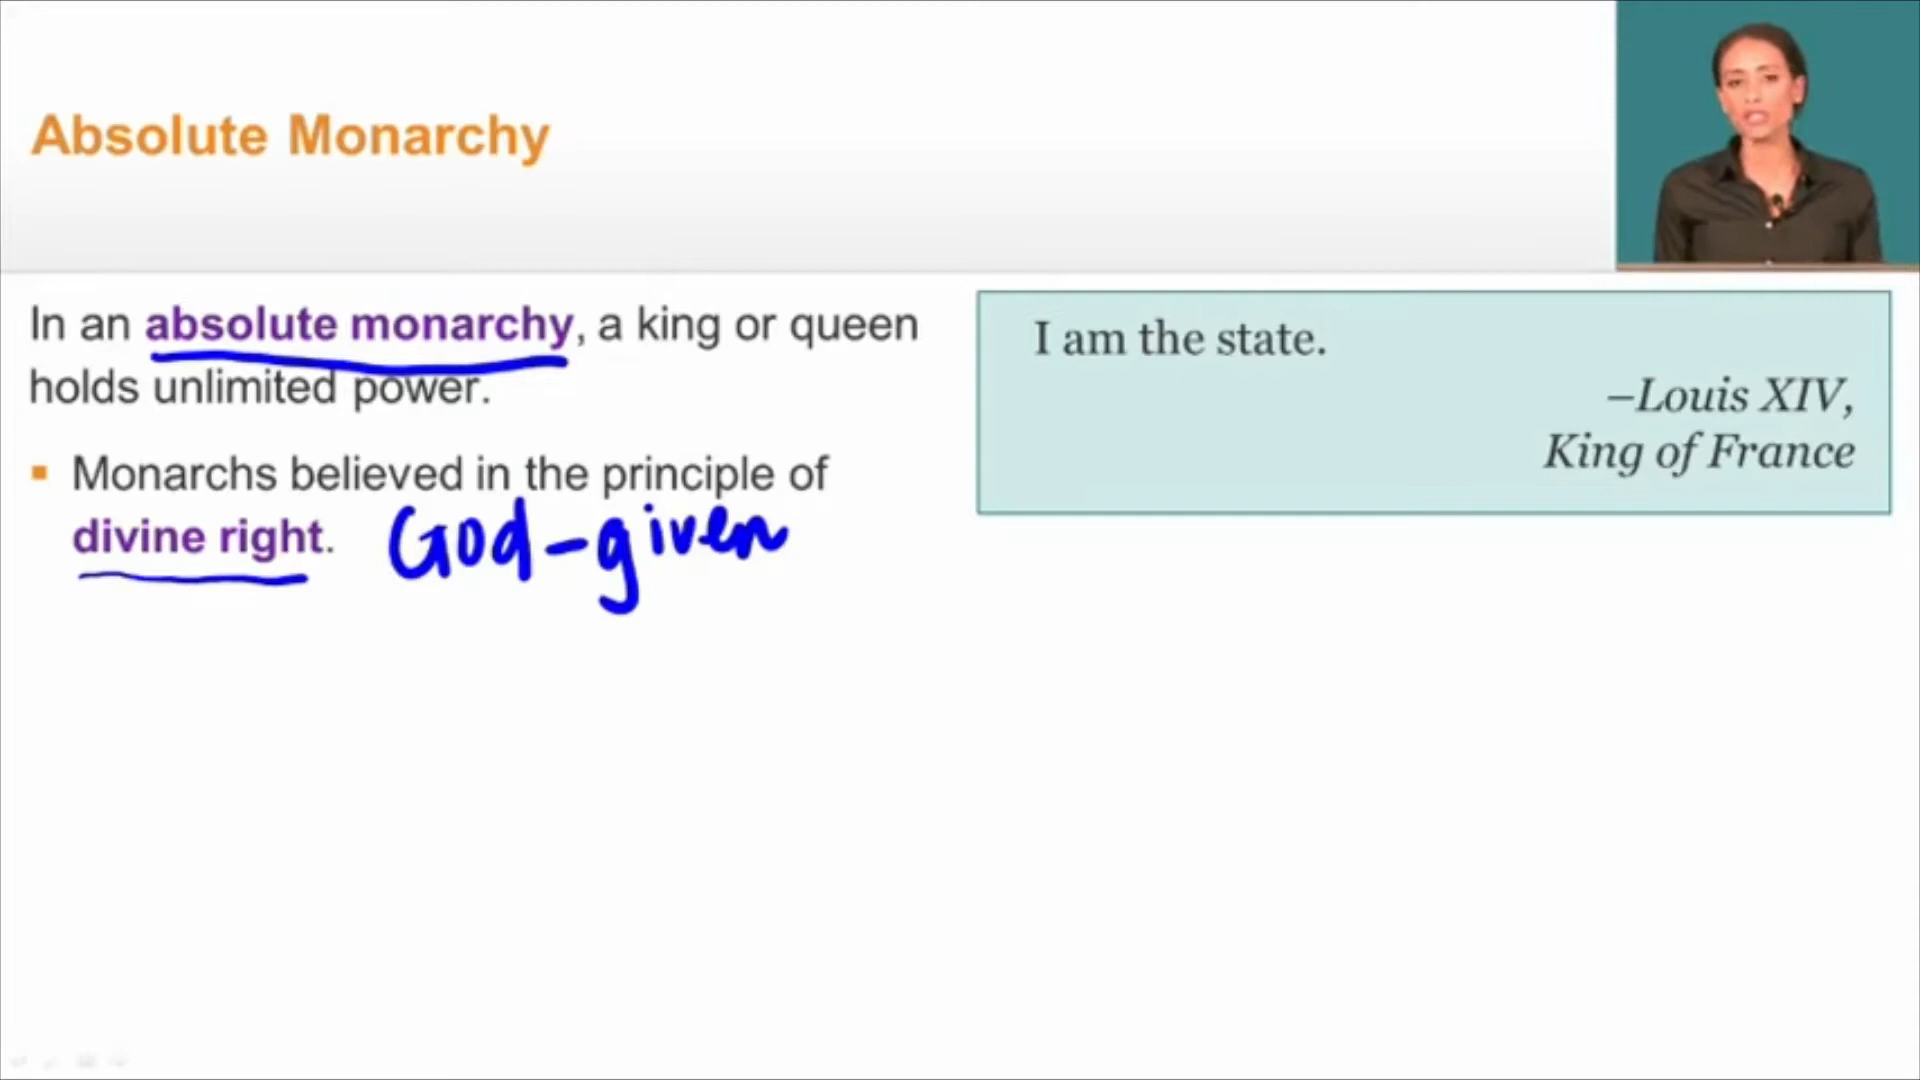 Absolute Monarchy
In an absolute monarchy, a king or queen
holds unlimited power.
▪ Monarchs believed in the principle of
divine right. God-given
I am the state.
–Louis XIV,
King of France